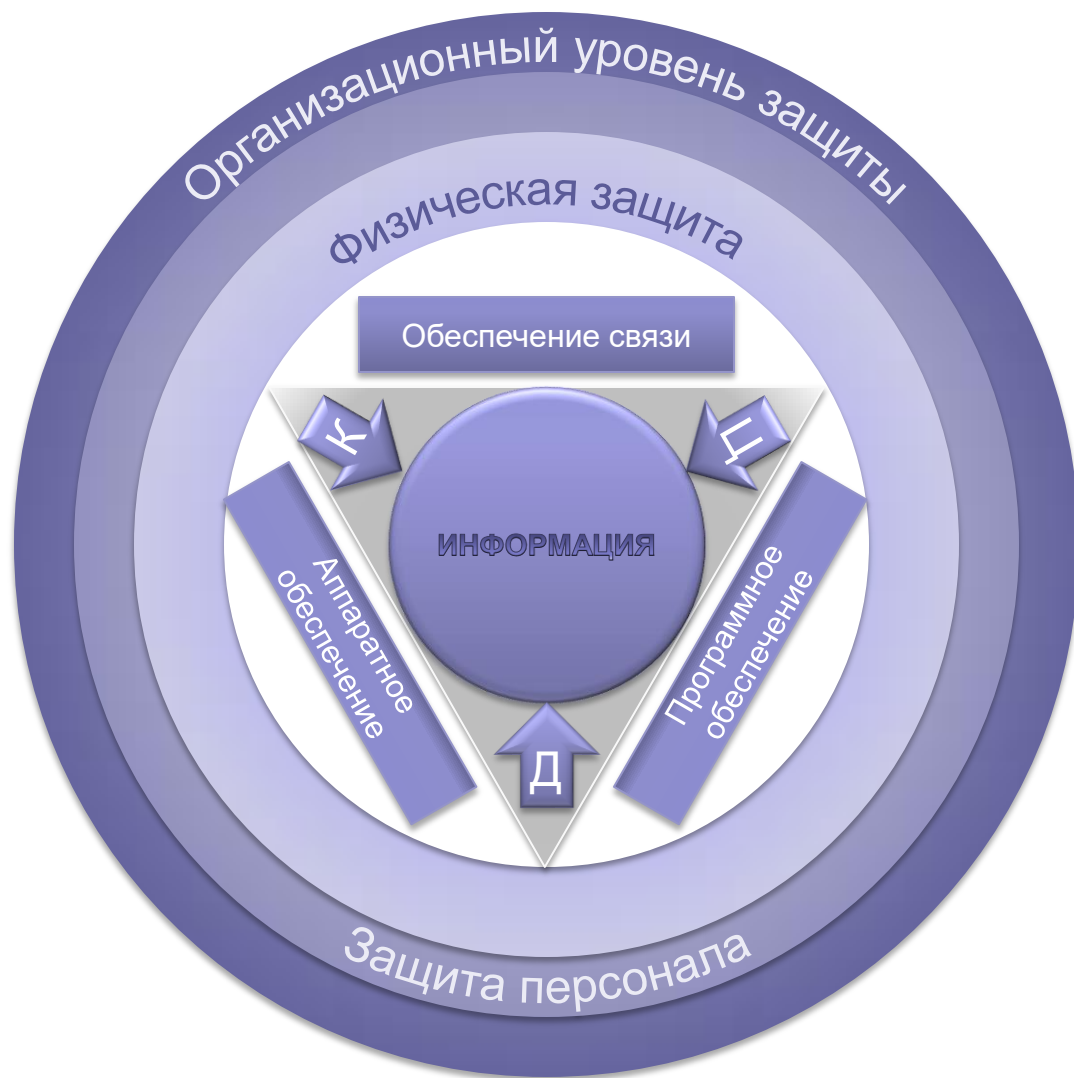 Организационный уровень защиты
Физическая защита
Обеспечение связи
К
Ц
ИНФОРМАЦИЯ
Аппаратное
обеспечение
Программное
обеспечение
Д
Защита персонала